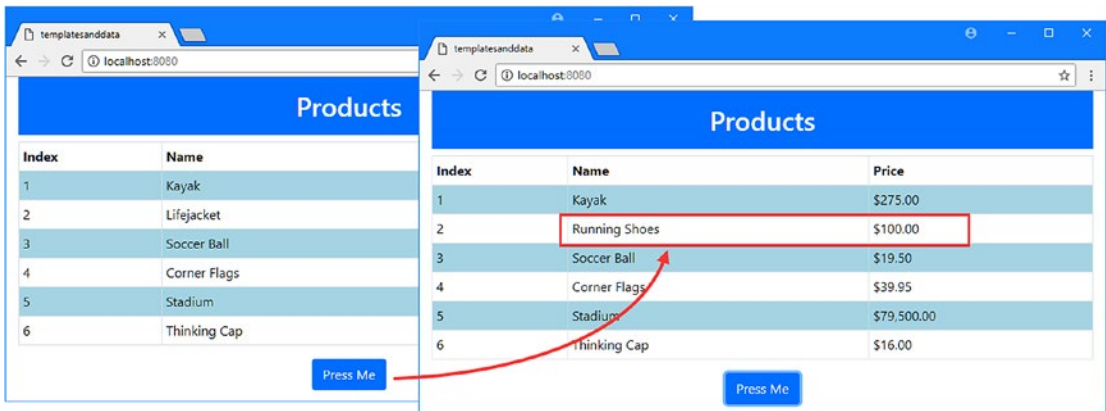 templatesanddata
localhost:8080
Products
Index Name
1 Kayak
2 Lifejacket
3 Soccer Ball
4 Corner Flags
5 Stadium
6 Thinking Cap
Press Me
templatesanddata
localhost:8080
Products
Index Name Price
1 Kayak $275.00
2 Running Shoes $100.00
3 Soccer Ball $19.50
4 Corner Flags $39.95
5 Stadium $79,500.00
6 Thinking Cap $16.00
Press Me